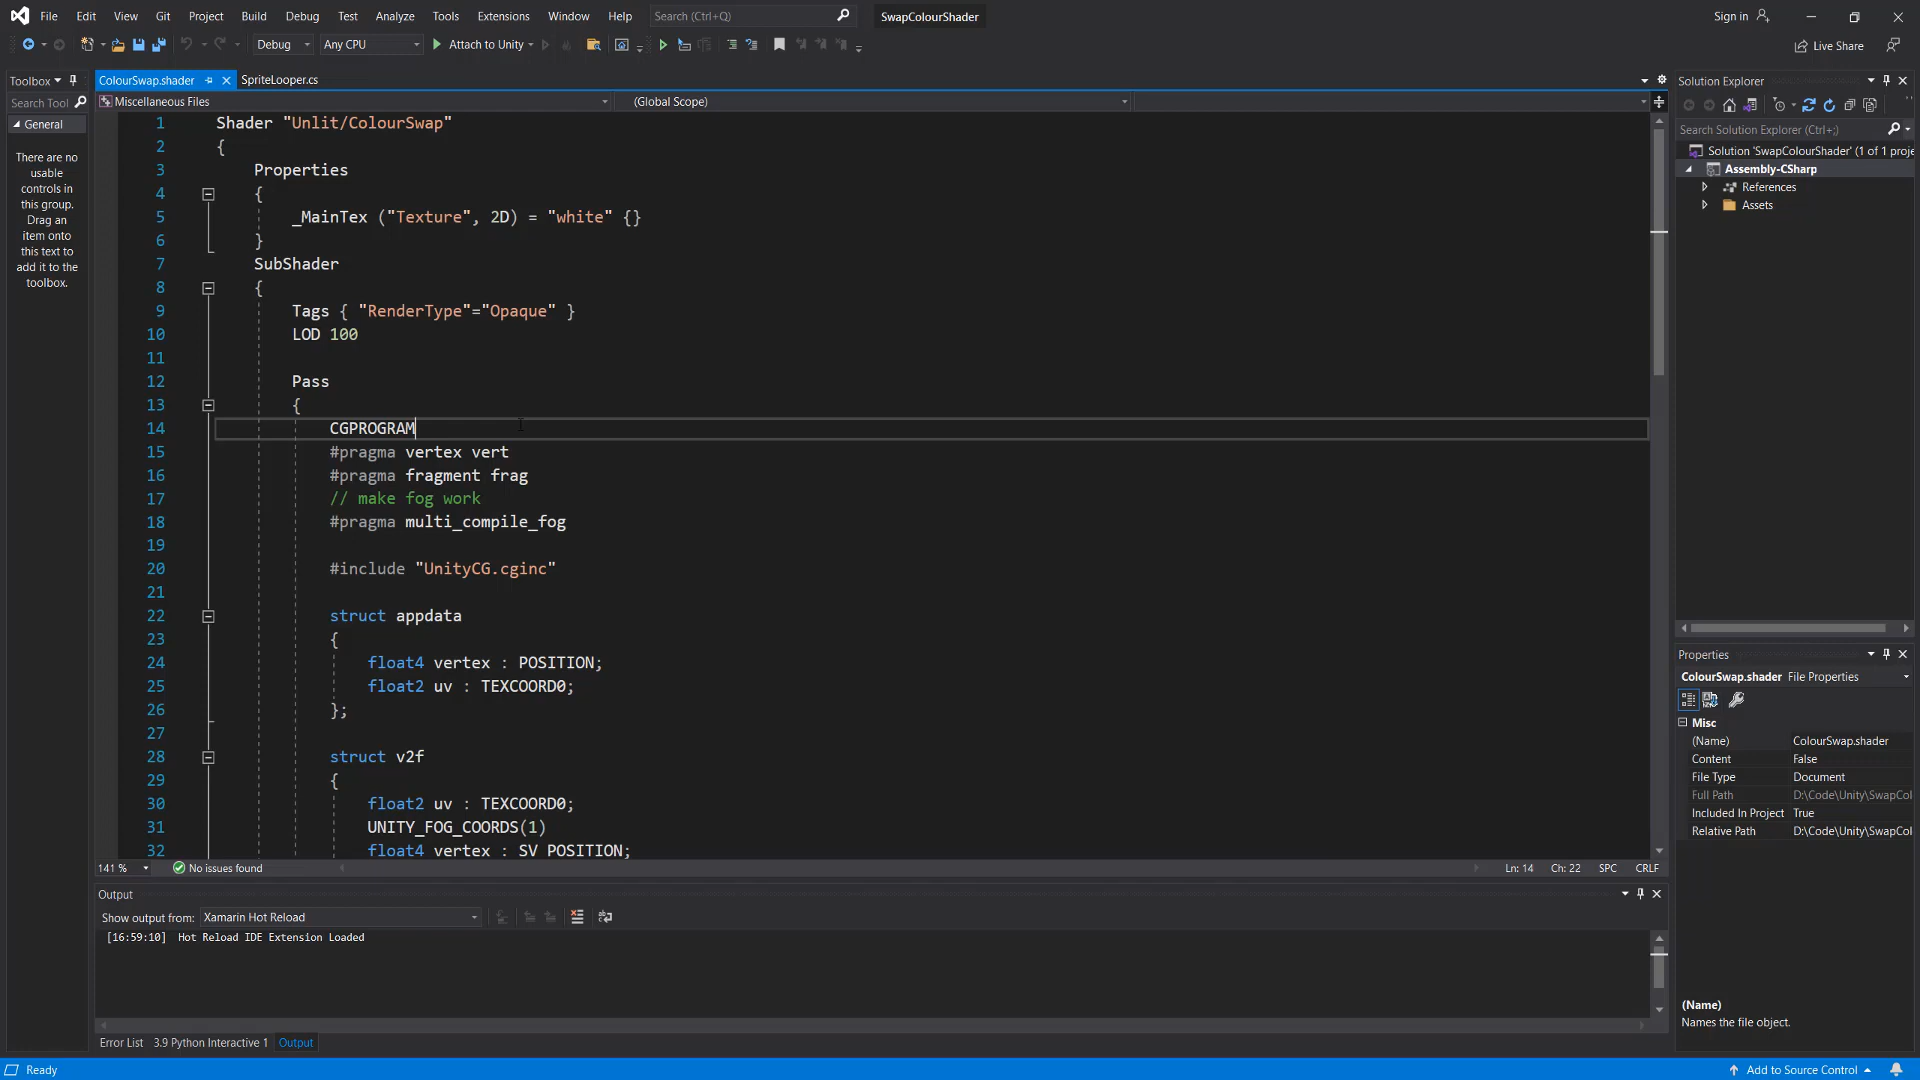 File Edit View Git Project Build Debug Test Analyze Tools Extensions Window Help Search (Ctrl+Q) SwapColourShader Sign in
Debug Any CPU Attach to Unity Live Share
Toolbox ColourSwap.shader SpriteLooper.cs Solution Explorer
Search Tool Miscellaneous Files (Global Scope)
General
There are no
usable
controls in
this group.
Drag an
item onto
this text to
add it to the
toolbox.
1 Shader "Unlit/ColourSwap"
2 {
3 Properties
4 {
5 _MainTex ("Texture", 2D) = "white" {}
6 }
7 SubShader
8 {
9 Tags { "RenderType"="Opaque" }
10 LOD 100
11
12 Pass
13 {
14 CGPROGRAM
15 #pragma vertex vert
16 #pragma fragment frag
17 // make fog work
18 #pragma multi_compile_fog
19
20 #include "UnityCG.cginc"
21
22 struct appdata
23 {
24 float4 vertex : POSITION;
25 float2 uv : TEXCOORD0;
26 };
27
28 struct v2f
29 {
30 float2 uv : TEXCOORD0;
31 UNITY_FOG_COORDS(1)
32 float4 vertex : SV_POSITION;
141 % No issues found Ln: 14 Ch: 22 SPC CRLF
Output
Show output from: Xamarin Hot Reload
[16:59:10] Hot Reload IDE Extension Loaded
Error List 3.9 Python Interactive 1 Output
Search Solution Explorer (Ctrl+;)
Solution 'SwapColourShader' (1 of 1 proje
Assembly-CSharp
References
Assets
Properties
ColourSwap.shader File Properties
Misc
(Name) ColourSwap.shader
Content False
File Type Document
Full Path D:\Code\Unity\SwapCol
Included In Project True
Relative Path D:\Code\Unity\SwapCol
(Name)
Names the file object.
Ready Add to Source Control